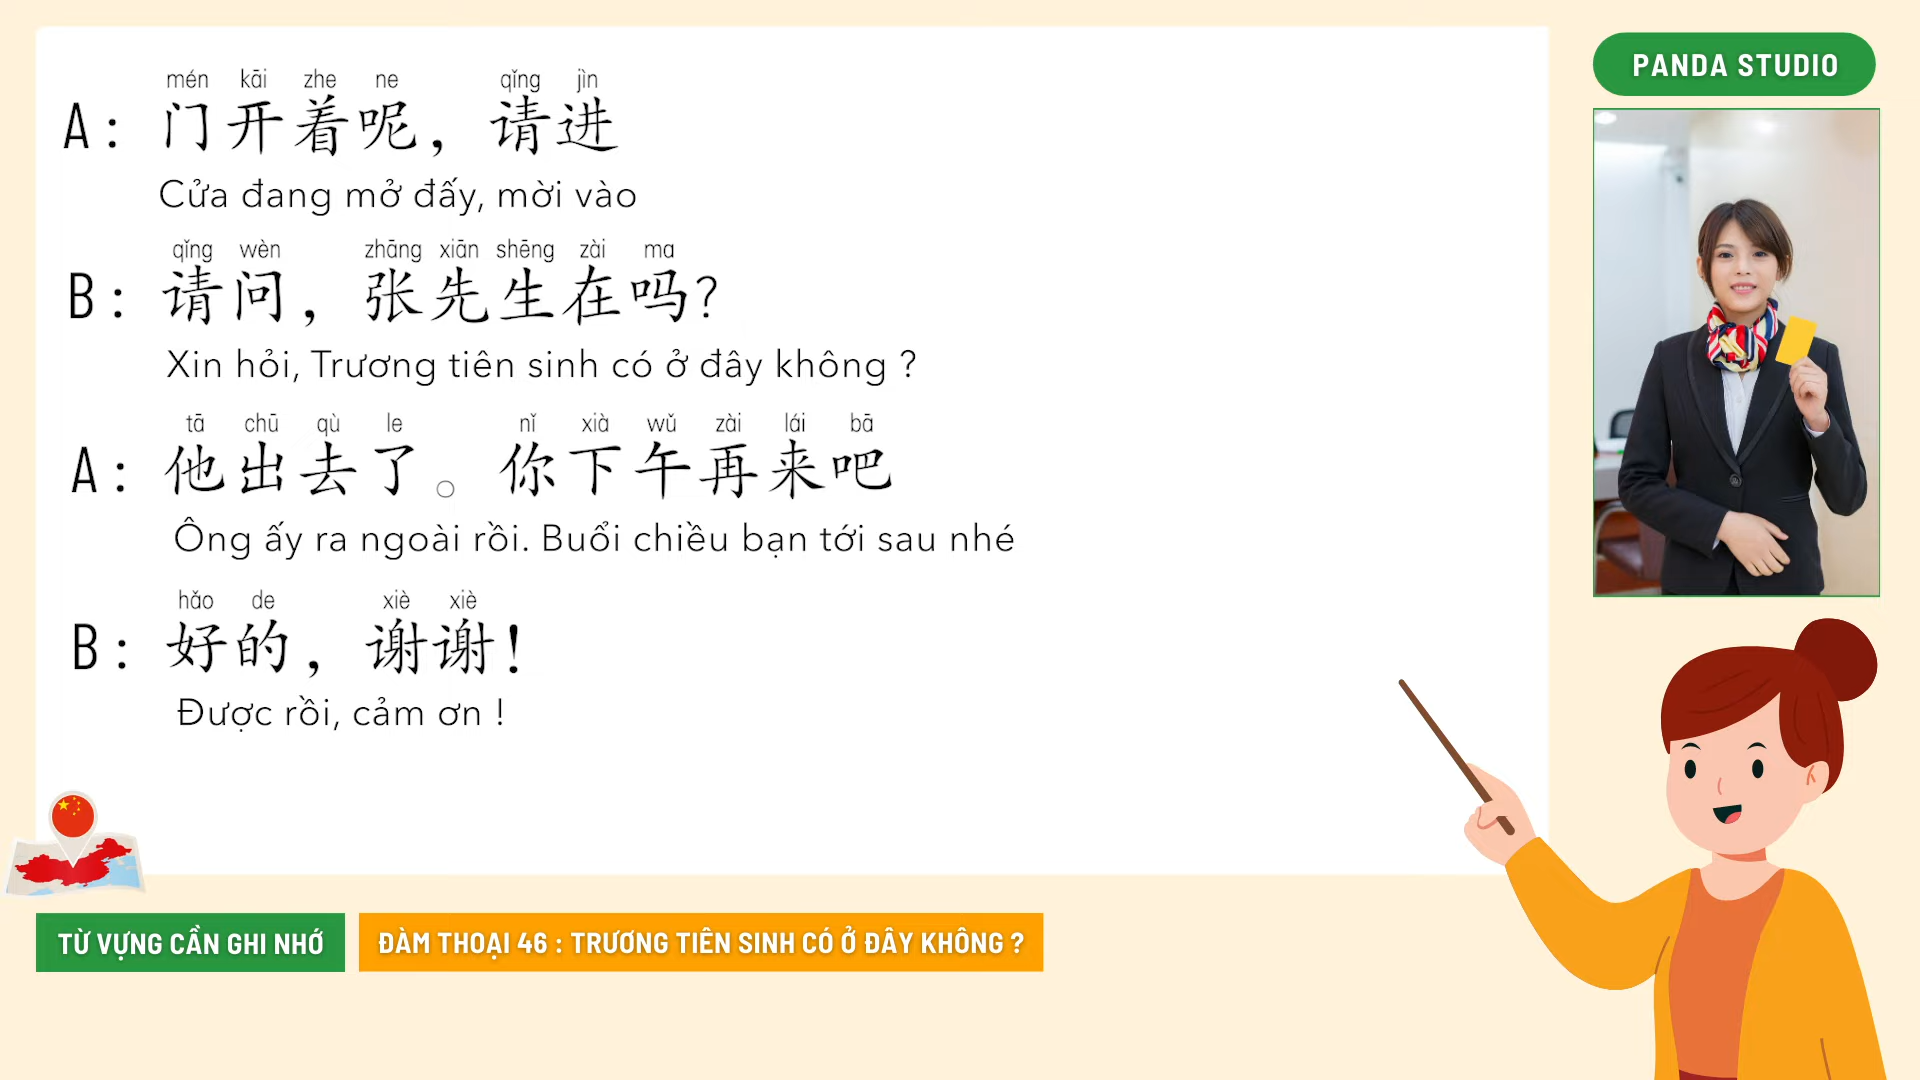 mén kāi zhe ne qǐng jìn
A: 门开着呢，请进
Cửa đang mở đấy, mời vào
qǐng wèn zhāng xiān shēng zài ma
B: 请问，张先生在吗?
Xin hỏi, Trương tiên sinh có ở đây không ?
tā chū qù le nǐ xià wǔ zài lái bā
A: 他出去了。你下午再来吧
Ông ấy ra ngoài rồi. Buổi chiều bạn tới sau nhé
hǎo de xiè xiè
B: 好的，谢谢!
Được rồi, cảm ơn !
PANDA STUDIO
TỪ VỰNG CẦN GHI NHỚ
ĐÀM THOẠI 46 : TRƯƠNG TIÊN SINH CÓ Ở ĐÂY KHÔNG ?